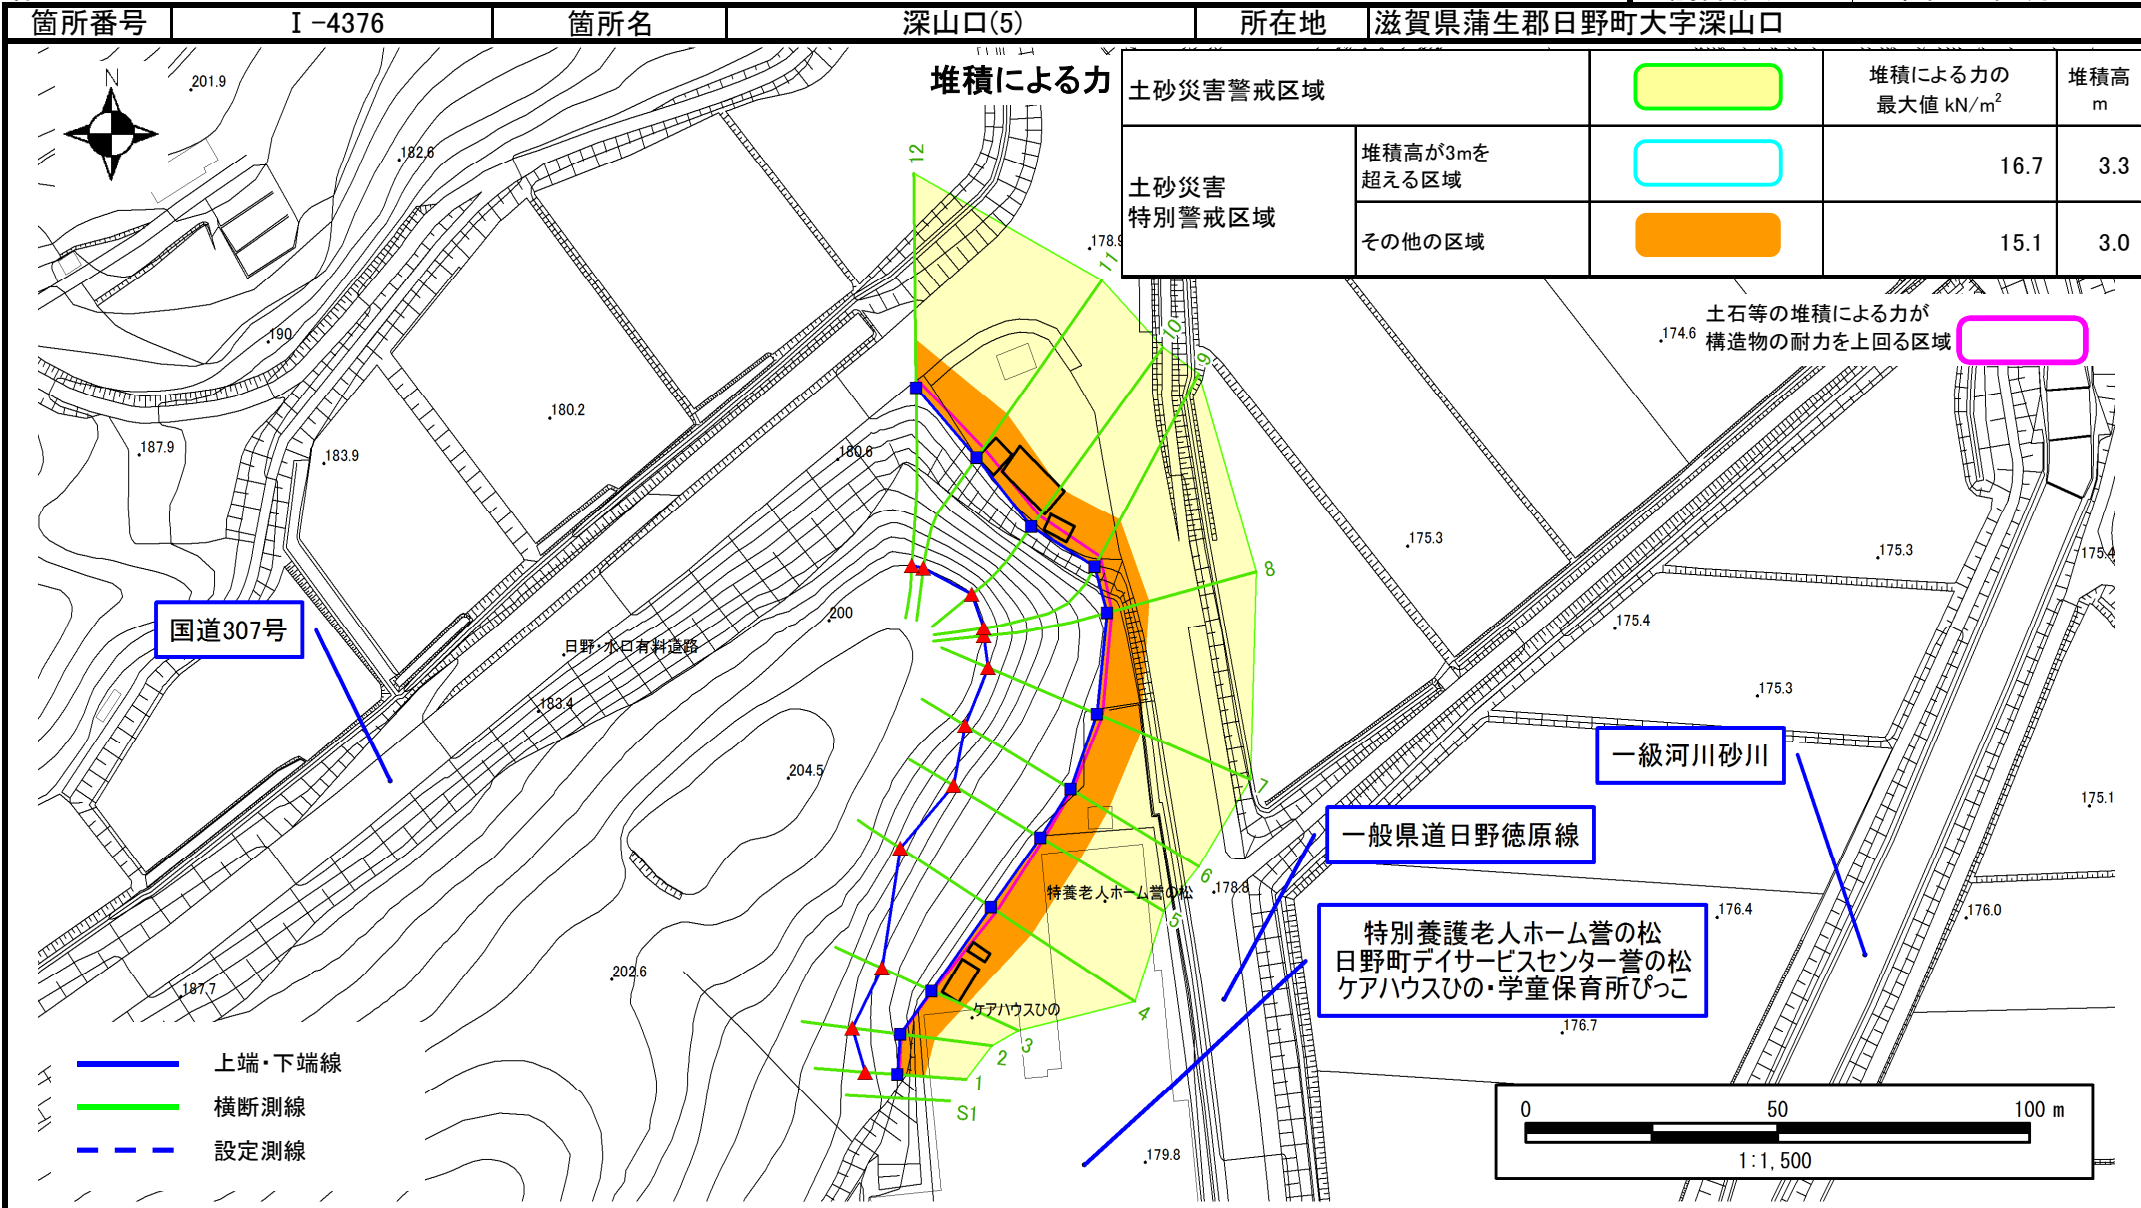 箇所番号 Ⅰ-4376 箇所名 深山口(5) 所在地 滋賀県蒲生郡日野町大字深山口
堆積による力
土砂災害警戒区域
堆積による力の
最大値 kN/m²
堆積高
m
土砂災害
特別警戒区域
堆積高が3mを
超える区域
16.7 3.3
その他の区域
15.1 3.0
土石等の堆積による力が
構造物の耐力を上回る区域
N
201.9
182.6
190
180.2
187.9
183.9
180.6
178.9
174.6
175.3
175.3
175.4
175.4
175.3
175.1
200
183.4
204.5
202.6
187.7
178.8
176.4
176.0
176.7
179.8
12
11
10
9
8
7
6
5
4
3
2
1
S1
国道307号
日野・水口有料道路
一級河川砂川
一般県道日野徳原線
特養老人ホーム誉の松
特別養護老人ホーム誉の松
日野町デイサービスセンター誉の松
ケアハウスひの・学童保育所ぴっこ
ケアハウスひの
上端・下端線
横断測線
設定測線
0 50 100 m
1:1,500